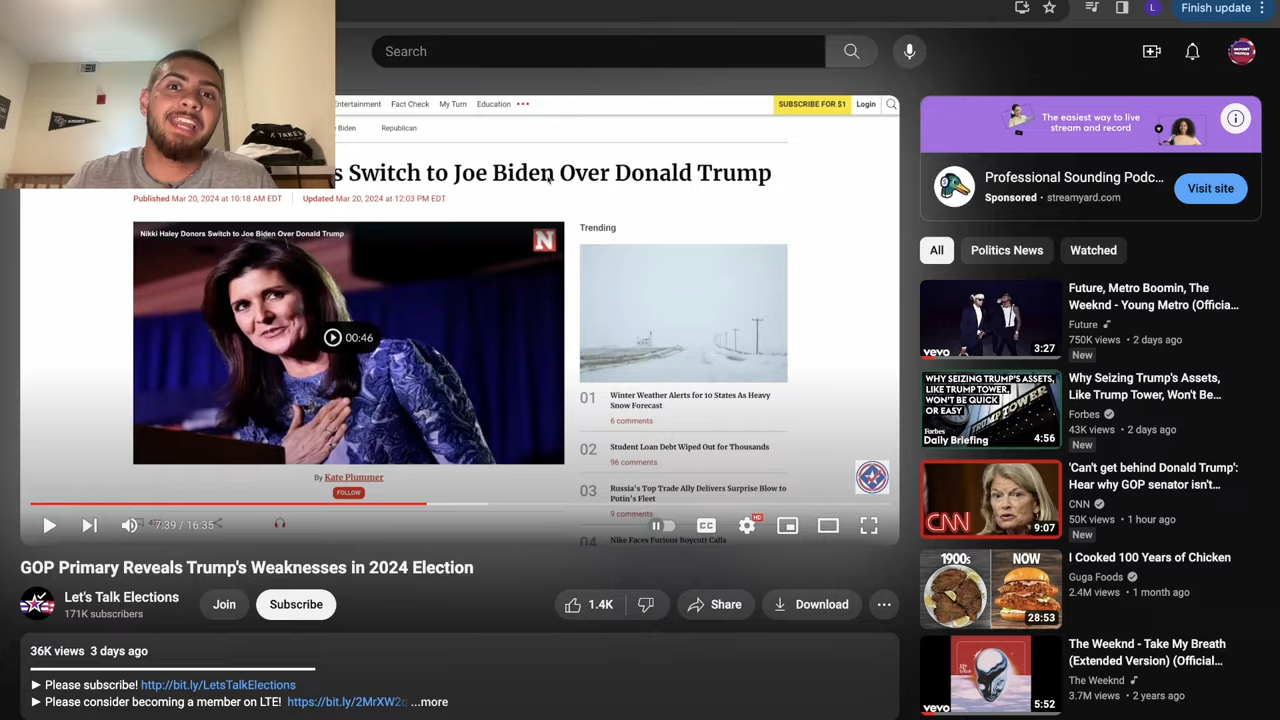 Finish update
Search
Entertainment Fact Check My Turn Education
SUBSCRIBE FOR $1 Login
Biden Republican
s Switch to Joe Biden Over Donald Trump
Published Mar 20, 2024 at 10:18 AM EDT Updated Mar 20, 2024 at 12:03 PM EDT
Nikki Haley Donors Switch to Joe Biden Over Donald Trump
N
00:46
By Kate Plummer
FOLLOW
Trending
01 Winter Weather Alerts for 10 States As Heavy
Snow Forecast
6 comments
02 Student Loan Debt Wiped Out for Thousands
96 comments
03 Russia's Top Trade Ally Delivers Surprise Blow to
Putin's Fleet
9 comments
04 Nike Faces Furious Boycott Calls
7:39 / 16:35
CC
HD
GOP Primary Reveals Trump's Weaknesses in 2024 Election
Let's Talk Elections
171K subscribers
Join
Subscribe
1.4K
Share
Download
36K views 3 days ago
► Please subscribe! http://bit.ly/LetsTalkElections
► Please consider becoming a member on LTE! https://bit.ly/2MrXW2 ...more
The easiest way to live
stream and record
Professional Sounding Podc...
Sponsored • streamyard.com
Visit site
All Politics News Watched
Future, Metro Boomin, The
Weeknd - Young Metro (Officia...
Future
750K views • 2 days ago
New
vevo 3:27
WHY SEIZING TRUMP'S ASSETS,
LIKE TRUMP TOWER,
WON'T BE QUICK
OR EASY
TRUMP TOWER
Forbes
Daily Briefing
4:56
Why Seizing Trump's Assets,
Like Trump Tower, Won't Be...
Forbes
43K views • 2 days ago
New
CNN
9:07
'Can't get behind Donald Trump':
Hear why GOP senator isn't...
CNN
50K views • 1 hour ago
New
1900s NOW
28:53
I Cooked 100 Years of Chicken
Guga Foods
2.4M views • 1 month ago
vevo 5:52
The Weeknd - Take My Breath
(Extended Version) (Official...
The Weeknd
3.7M views • 2 years ago